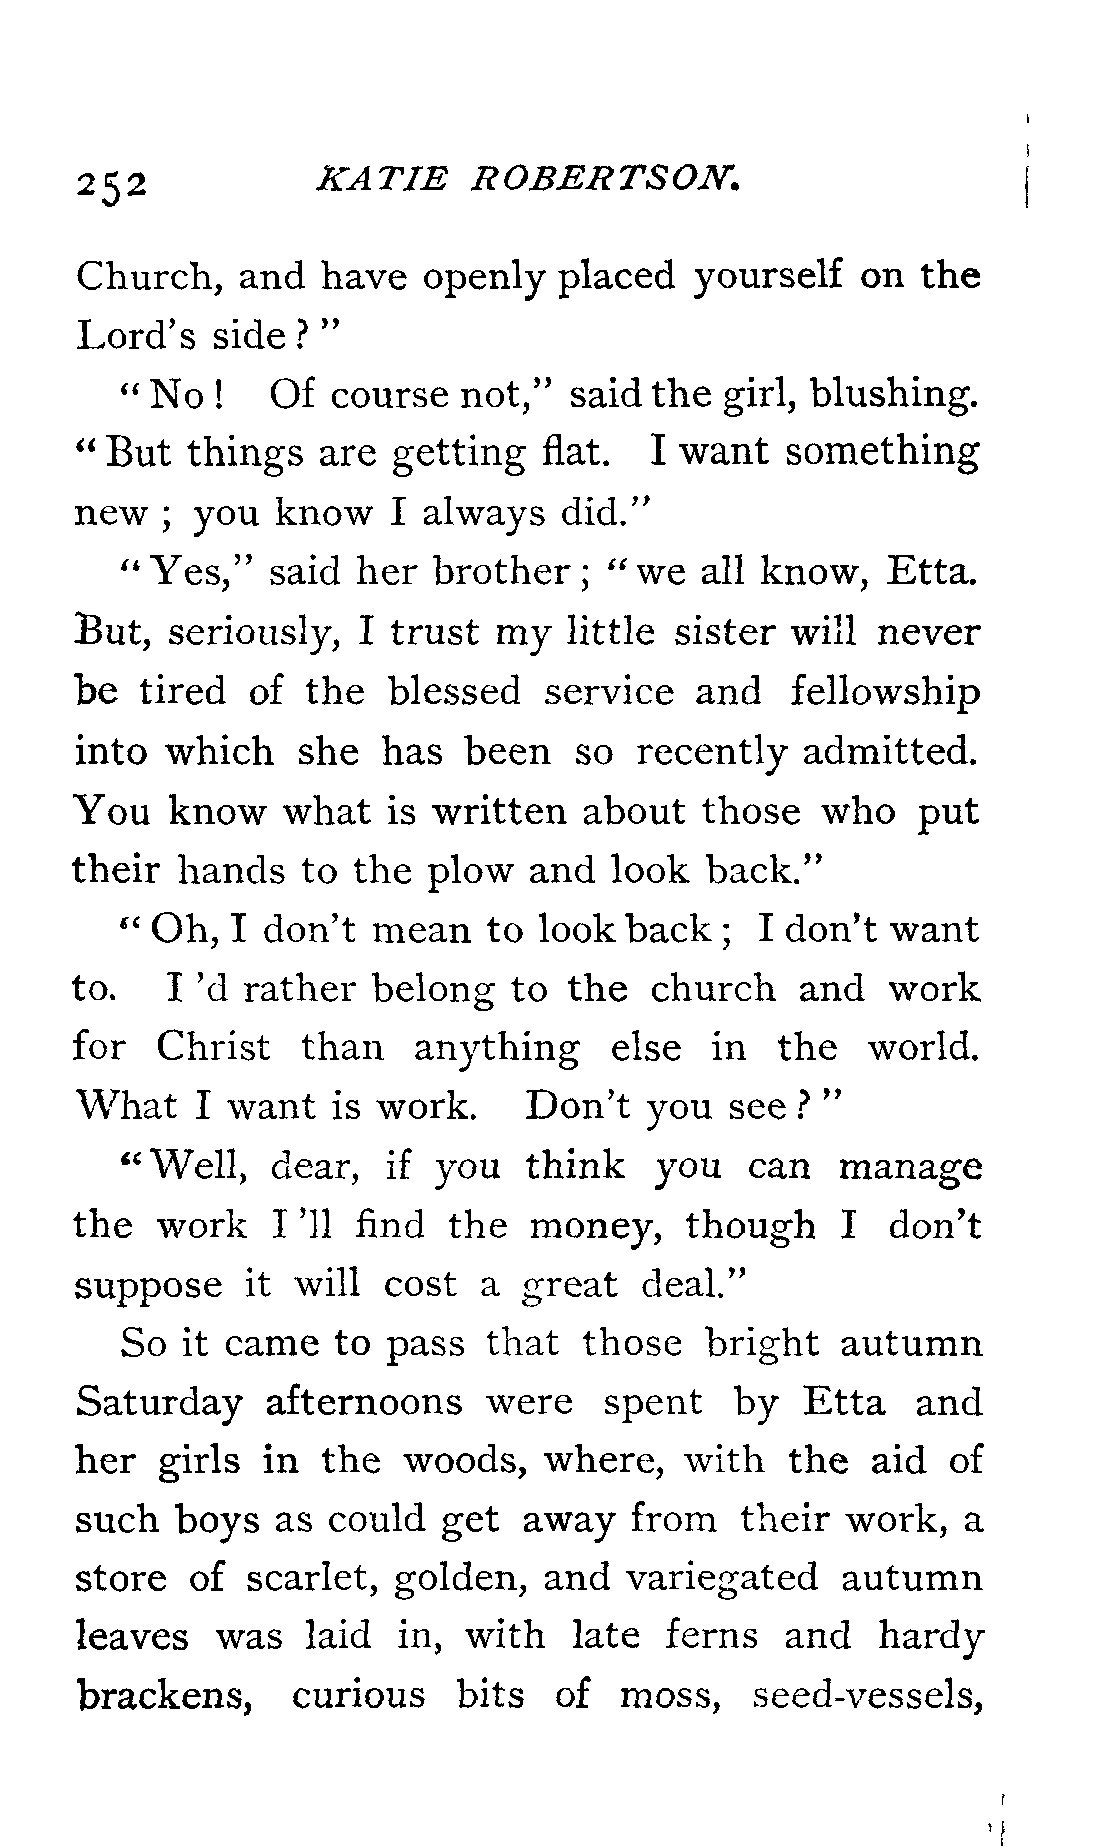 252 KATIE ROBERTSON.
Church, and have openly placed yourself on the
Lord's side?"
"No! Of course not," said the girl, blushing.
"But things are getting flat. I want something
new; you know I always did."
"Yes," said her brother; "we all know, Etta.
But, seriously, I trust my little sister will never
be tired of the blessed service and fellowship
into which she has been so recently admitted.
You know what is written about those who put
their hands to the plow and look back."
"Oh, I don't mean to look back; I don't want
to. I'd rather belong to the church and work
for Christ than anything else in the world.
What I want is work. Don't you see?"
"Well, dear, if you think you can manage
the work I'll find the money, though I don't
suppose it will cost a great deal."
So it came to pass that those bright autumn
Saturday afternoons were spent by Etta and
her girls in the woods, where, with the aid of
such boys as could get away from their work, a
store of scarlet, golden, and variegated autumn
leaves was laid in, with late ferns and hardy
brackens, curious bits of moss, seed-vessels,